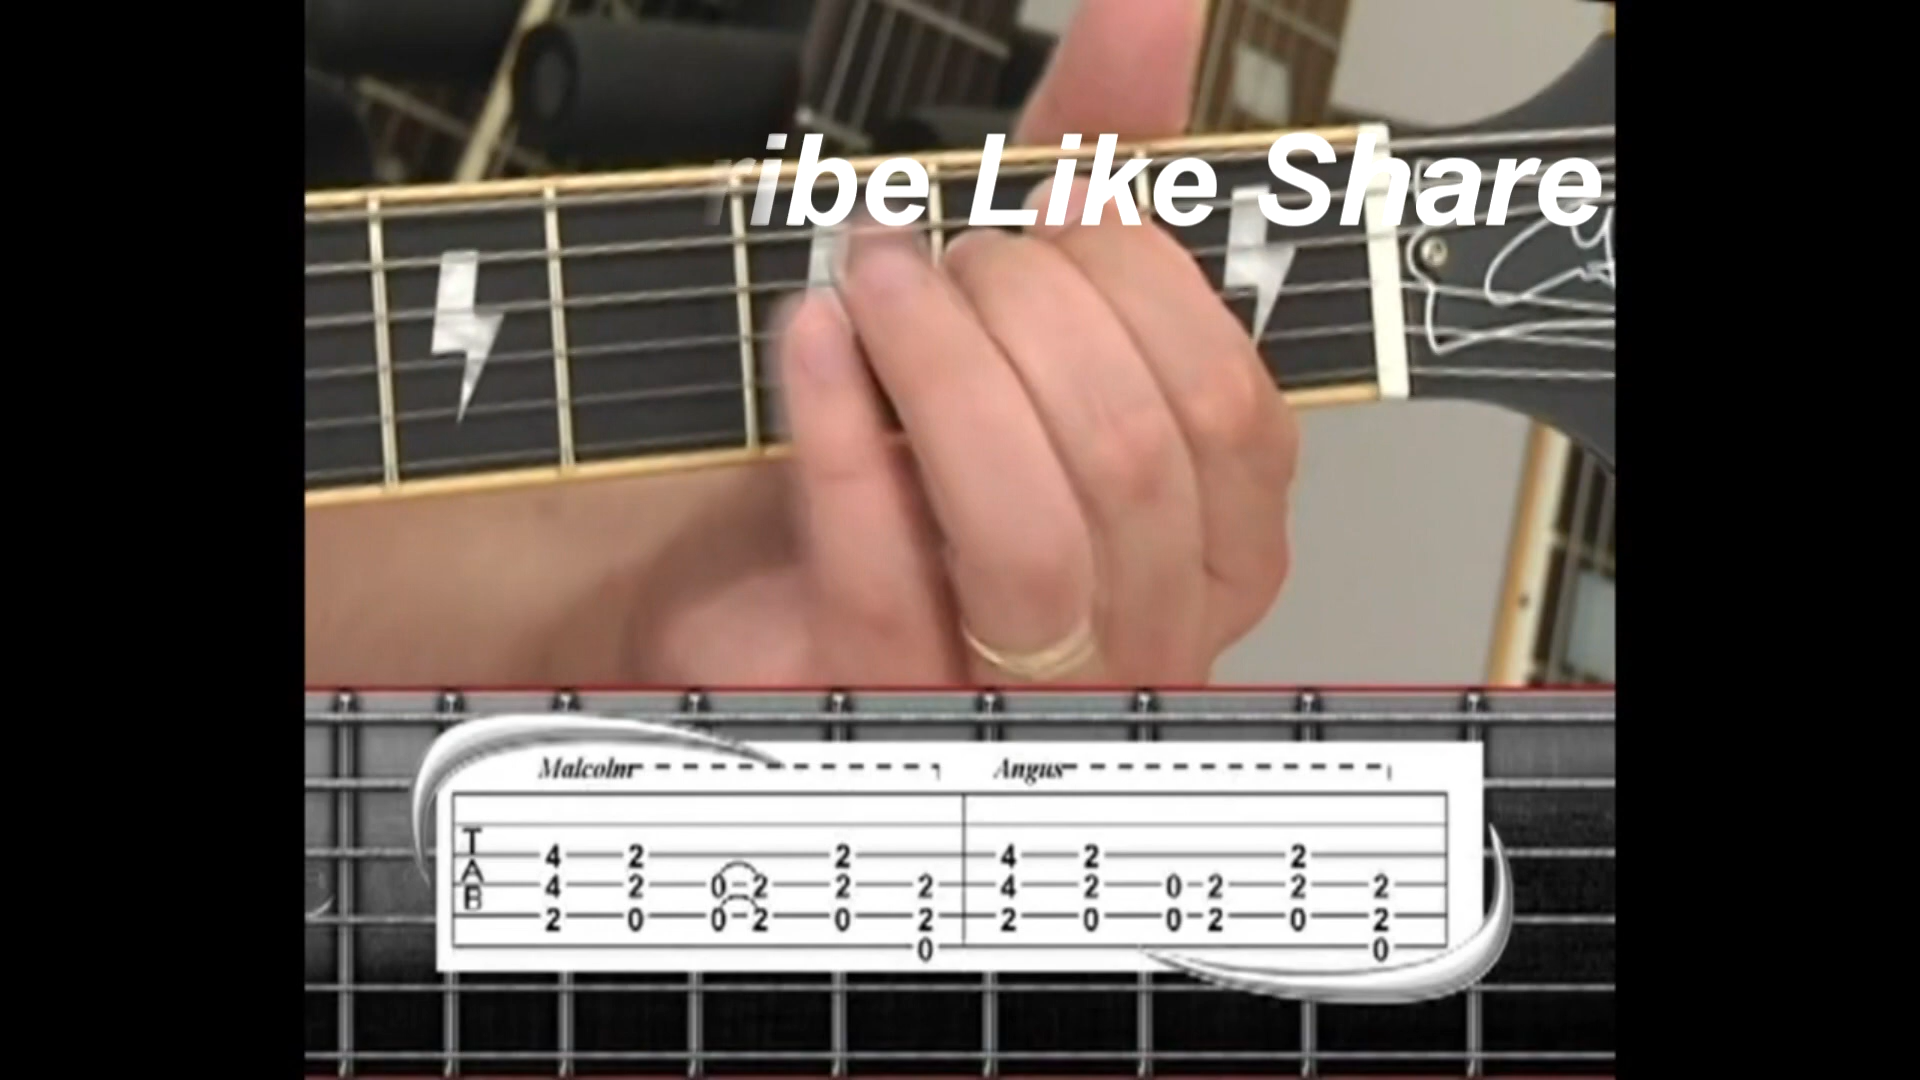 ribe Like Share
Malcolm Angus
T 4 2 2 4 2 2
A 4 2 0 2 2 2 4 2 0 2 2 2
B 2 0 0 2 0 2 2 0 0 2 0 2
0 0